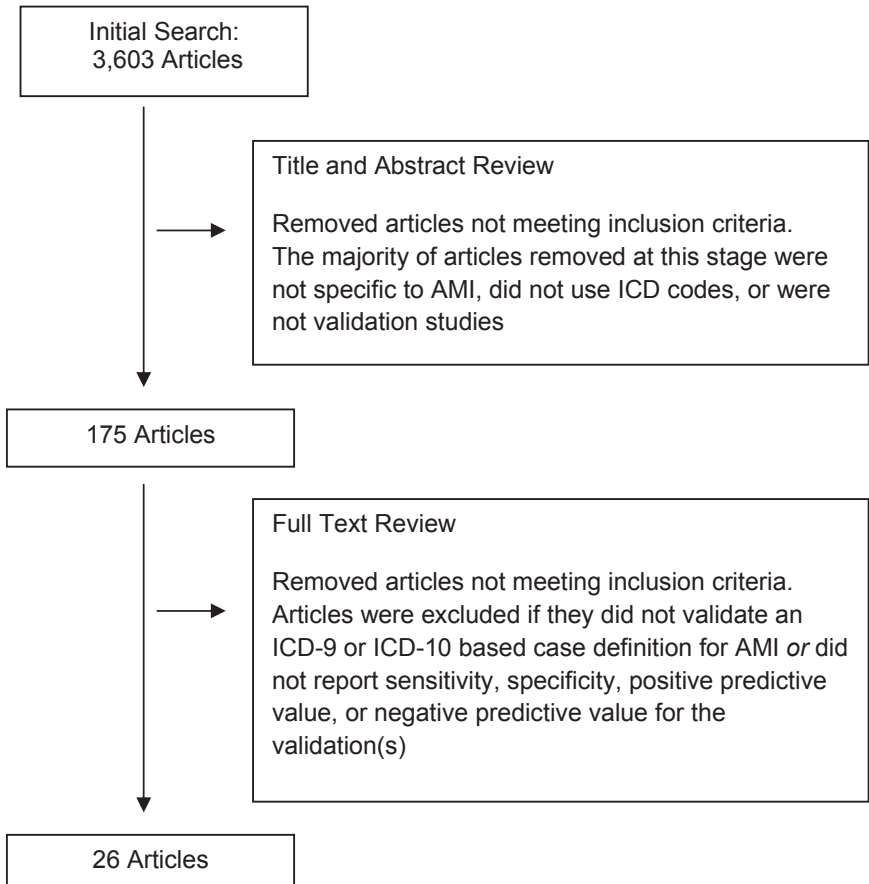 Initial Search:
3,603 Articles
Title and Abstract Review
Removed articles not meeting inclusion criteria.
The majority of articles removed at this stage were
not specific to AMI, did not use ICD codes, or were
not validation studies
175 Articles
Full Text Review
Removed articles not meeting inclusion criteria.
Articles were excluded if they did not validate an
ICD-9 or ICD-10 based case definition for AMI or did
not report sensitivity, specificity, positive predictive
value, or negative predictive value for the
validation(s)
26 Articles